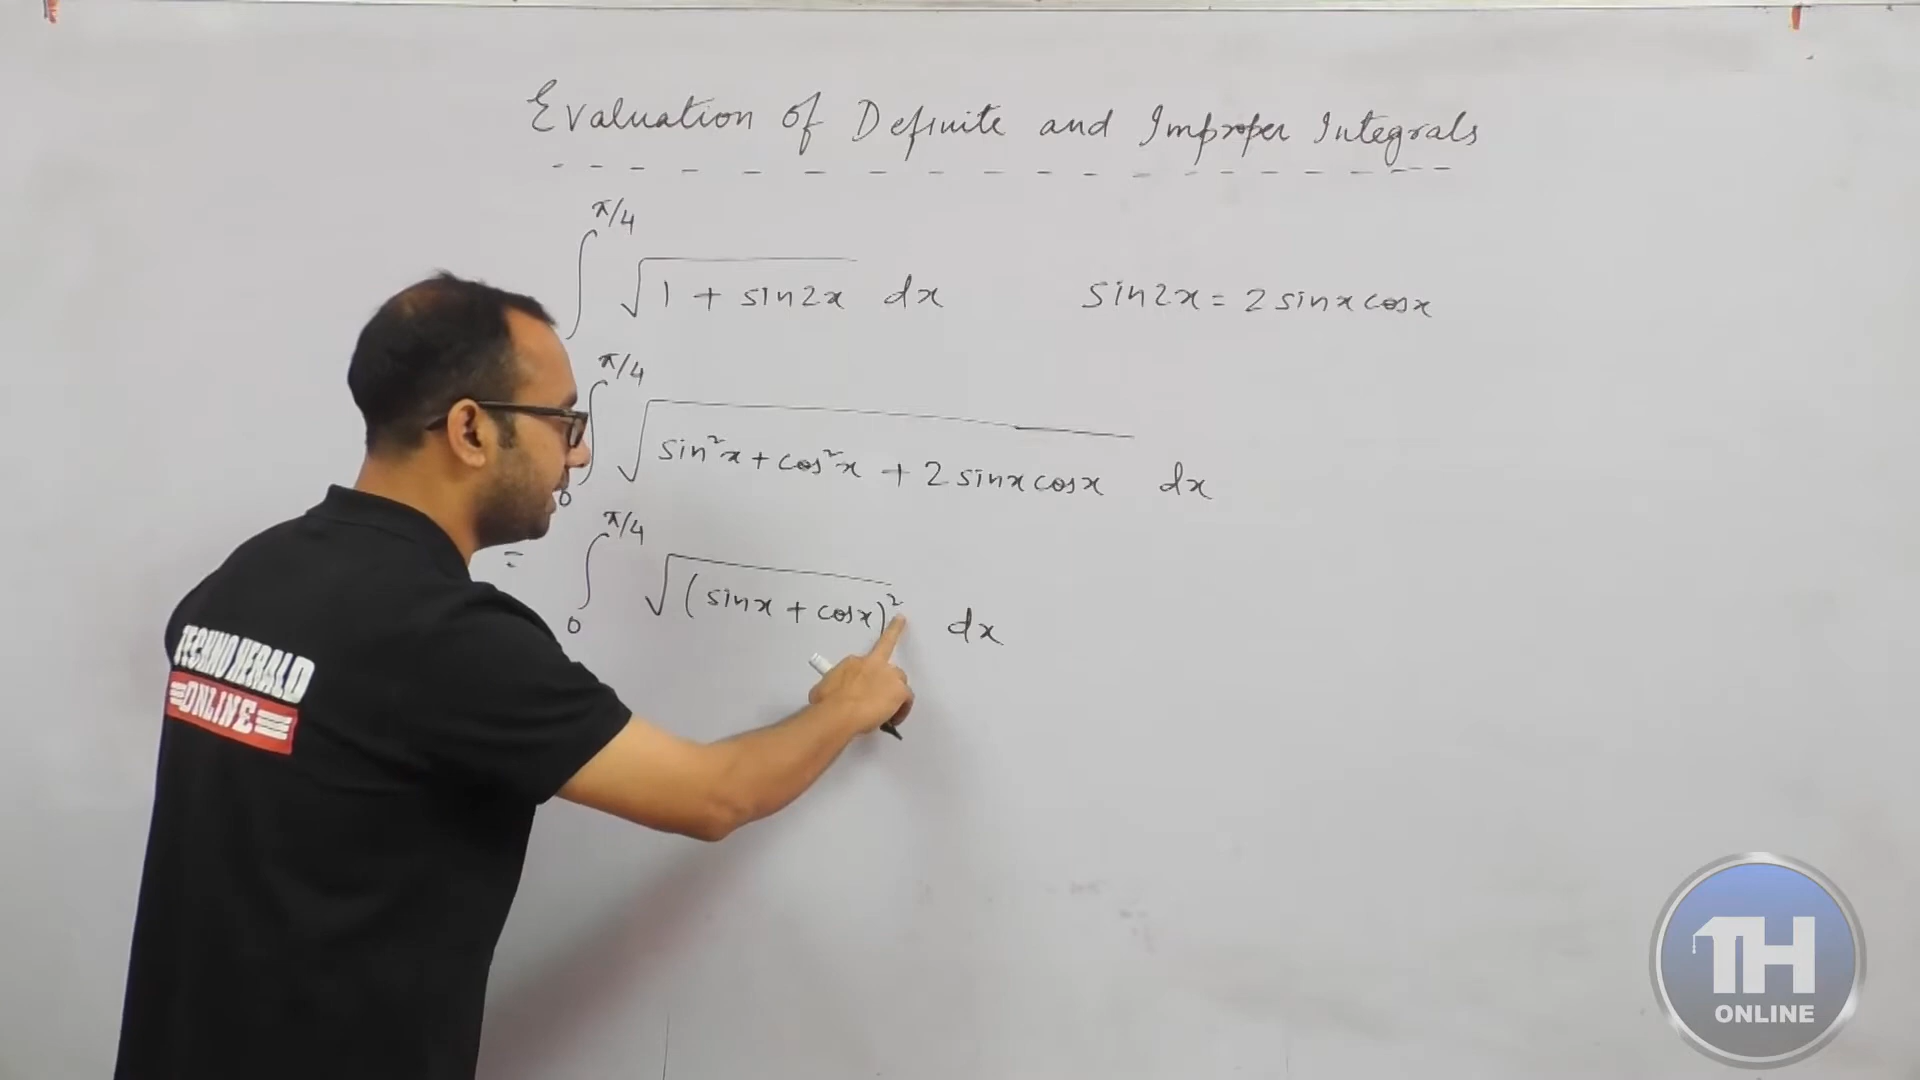 Evaluation of Definite and Improper Integrals
π/4
∫ √1 + sin2x dx    sin2x = 2 sinx cosx
π/4
∫ √sin²x + cos²x + 2 sinx cosx dx
0
π/4
= ∫ √(sinx + cosx)² dx
0
TECHNO HERALD
ONLINE
TH
ONLINE